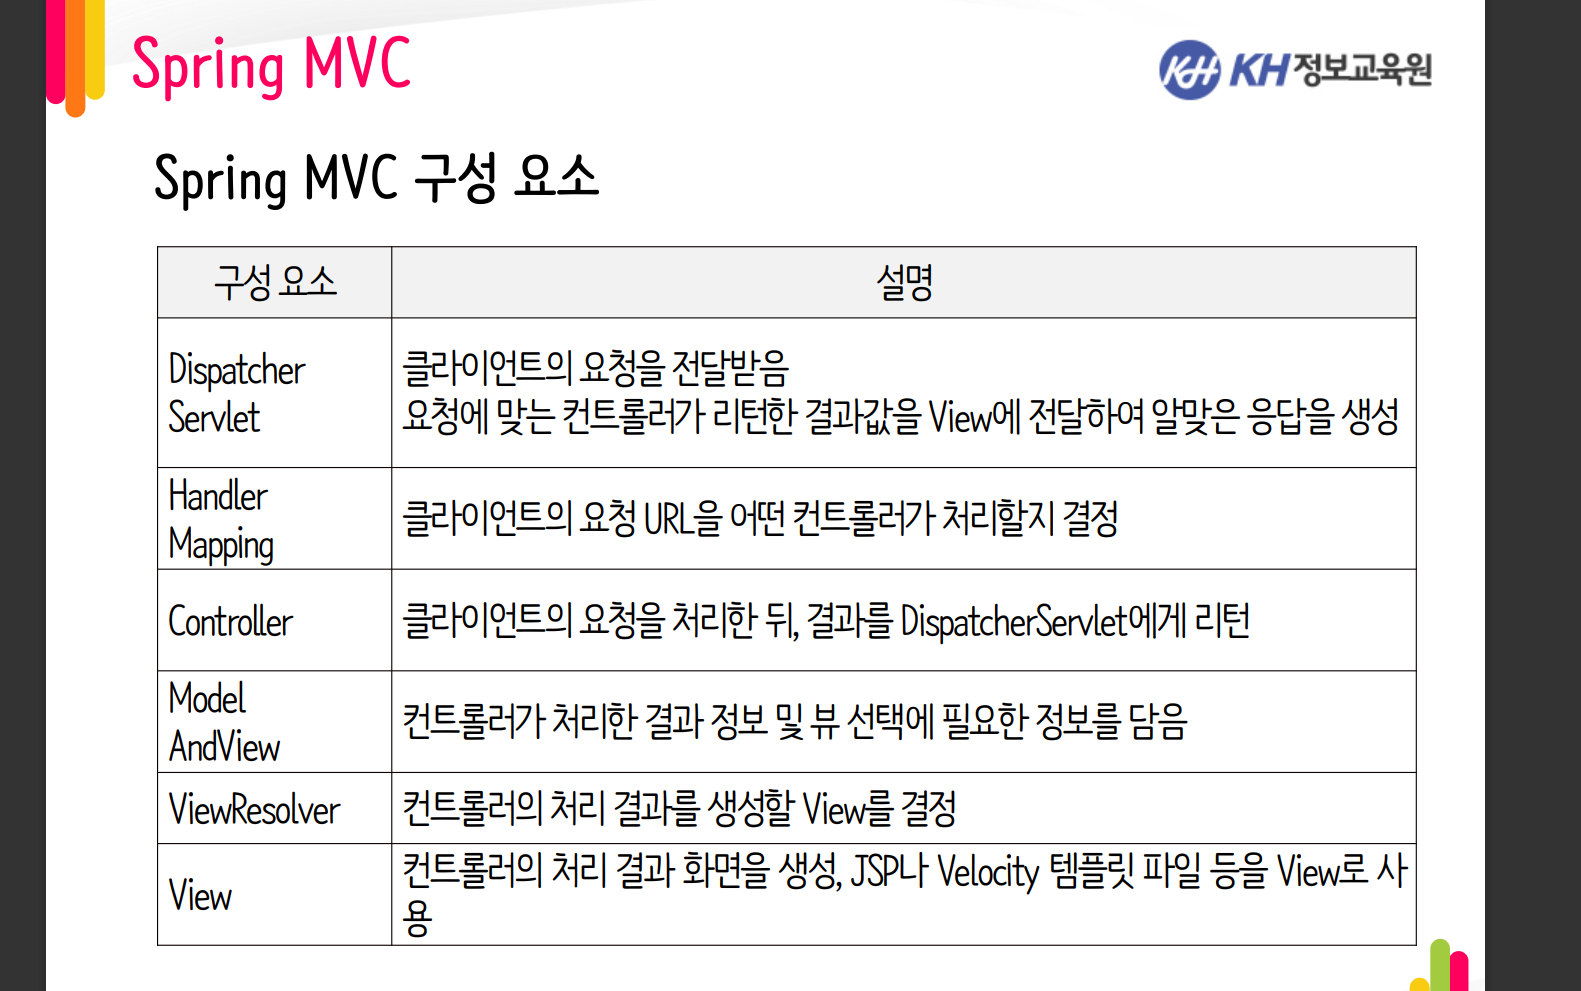 Spring MVC
KH KH정보교육원
Spring MVC 구성 요소
구성 요소
설명
Dispatcher
Servlet
클라이언트의 요청을 전달받음
요청에 맞는 컨트롤러가 리턴한 결과값을 View에 전달하여 알맞은 응답을 생성
Handler
Mapping
클라이언트의 요청 URL을 어떤 컨트롤러가 처리할지 결정
Controller
클라이언트의 요청을 처리한 뒤, 결과를 DispatcherServlet에게 리턴
Model
AndView
컨트롤러가 처리한 결과 정보 및 뷰 선택에 필요한 정보를 담음
ViewResolver
컨트롤러의 처리 결과를 생성할 View를 결정
View
컨트롤러의 처리 결과 화면을 생성, JSP나 Velocity 템플릿 파일 등을 View로 사
용